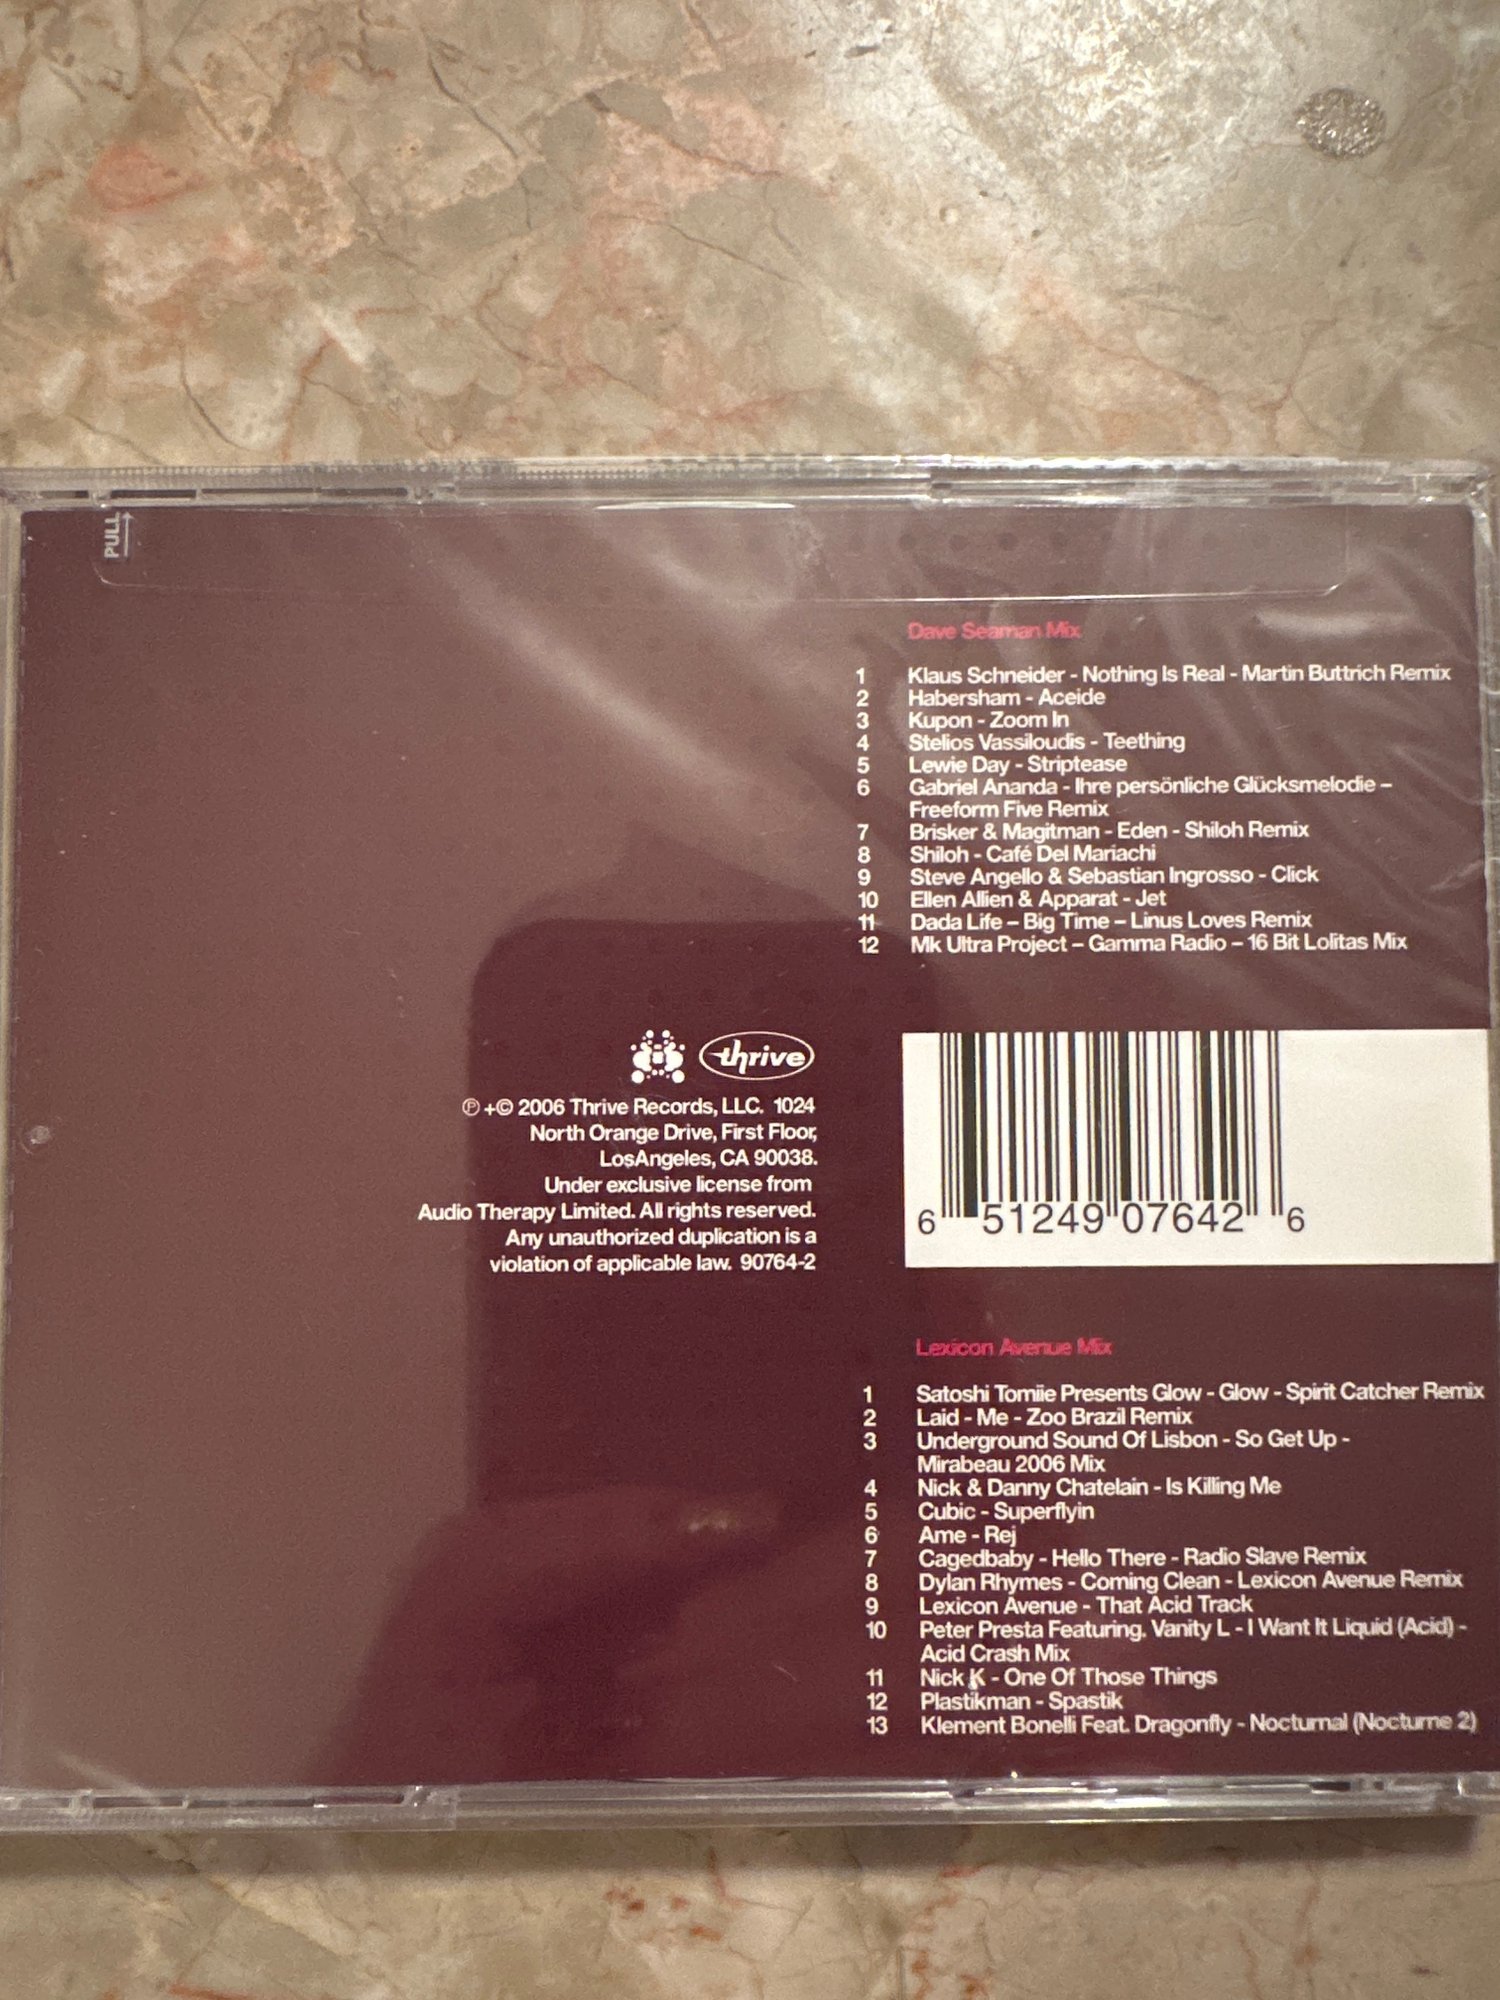 PULL
Dave Seaman Mix
1 Klaus Schneider - Nothing Is Real - Martin Buttrich Remix
2 Habersham - Aceide
3 Kupon - Zoom In
4 Stelios Vassiloudis - Teething
5 Lewie Day - Striptease
6 Gabriel Ananda - Ihre persönliche Glücksmelodie –
Freeform Five Remix
7 Brisker & Magitman - Eden - Shiloh Remix
8 Shiloh - Café Del Mariachi
9 Steve Angello & Sebastian Ingrosso - Click
10 Ellen Allien & Apparat - Jet
11 Dada Life – Big Time – Linus Loves Remix
12 Mk Ultra Project – Gamma Radio – 16 Bit Lolitas Mix
thrive
℗ +© 2006 Thrive Records, LLC. 1024
North Orange Drive, First Floor,
LosAngeles, CA 90038.
Under exclusive license from
Audio Therapy Limited. All rights reserved.
Any unauthorized duplication is a
violation of applicable law. 90764-2
6 51249 07642 6
Lexicon Avenue Mix
1 Satoshi Tomiie Presents Glow - Glow - Spirit Catcher Remix
2 Laid - Me - Zoo Brazil Remix
3 Underground Sound Of Lisbon - So Get Up -
Mirabeau 2006 Mix
4 Nick & Danny Chatelain - Is Killing Me
5 Cubic - Superflyin
6 Ame - Rej
7 Cagedbaby - Hello There - Radio Slave Remix
8 Dylan Rhymes - Coming Clean - Lexicon Avenue Remix
9 Lexicon Avenue - That Acid Track
10 Peter Presta Featuring. Vanity L - I Want It Liquid (Acid) -
Acid Crash Mix
11 Nick K - One Of Those Things
12 Plastikman - Spastik
13 Klement Bonelli Feat. Dragonfly - Nocturnal (Nocturne 2)